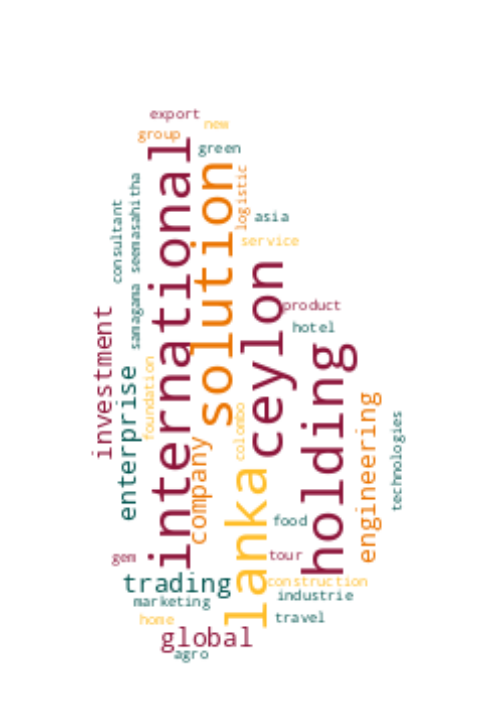 export
new
group
green
international
solution
logistic
consultant
seemasahitha
asia
service
ceylon
samagama
product
hotel
investment
holding
foundation
enterprise
engineering
colombo
technologies
company
lanka
food
gem
tour
trading
construction
industrie
marketing
home
travel
global
agro